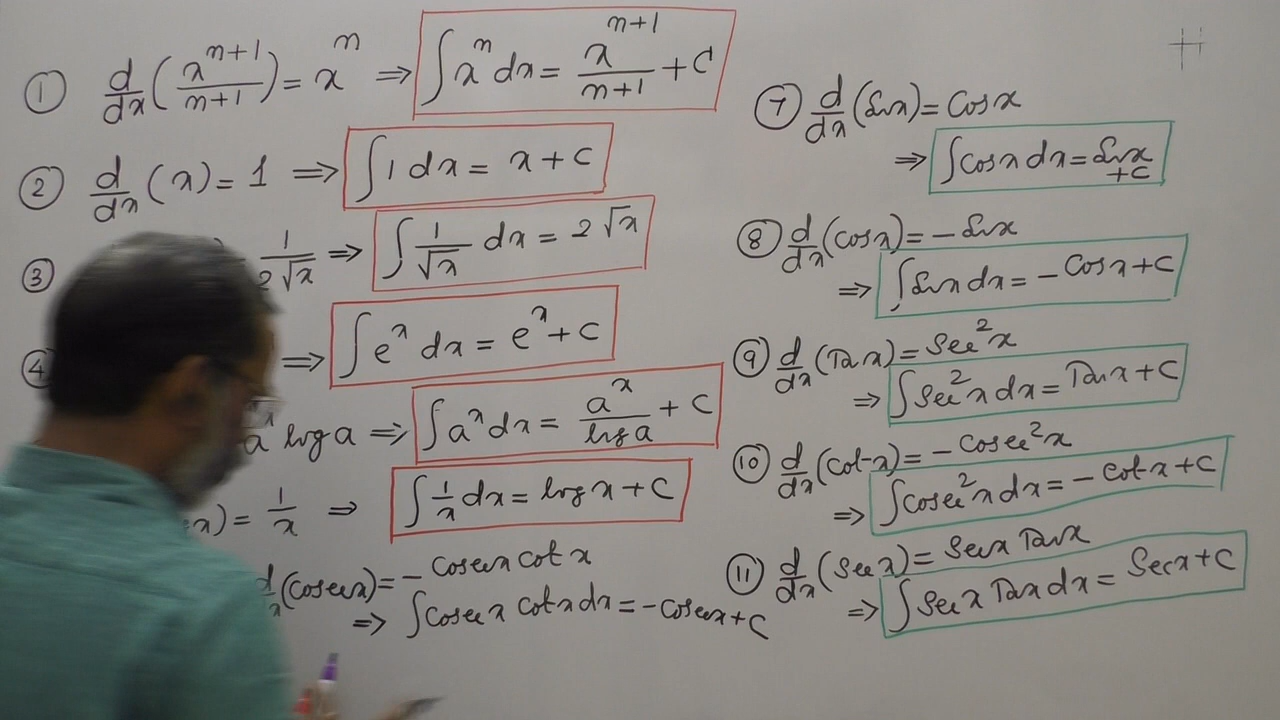 ① d/dx (x^(n+1)/(n+1)) = x^n ⇒ ∫x^n dx = x^(n+1)/(n+1) + C
② d/dx (x) = 1 ⇒ ∫1 dx = x + C
③ 1/(2√x) ⇒ ∫ 1/√x dx = 2√x
④ ⇒ ∫e^x dx = e^x + C
a^x log a ⇒ ∫a^x dx = a^x/log a + C
x) = 1/x ⇒ ∫ 1/x dx = log x + C
(Cosec x) = - cosec x cot x
⇒ ∫Cosec x cot x dx = - cosec x + C
⑦ d/dx (Sin x) = Cos x
⇒ ∫Cos x dx = Sin x + C
⑧ d/dx (Cos x) = - Sin x
⇒ ∫Sin x dx = - Cos x + C
⑨ d/dx (Tan x) = Sec² x
⇒ ∫Sec² x dx = Tan x + C
⑩ d/dx (Cot x) = - Cosec² x
⇒ ∫Cosec² x dx = - Cot x + C
⑪ d/dx (Sec x) = Sec x Tan x
⇒ ∫Sec x Tan x dx = Sec x + C